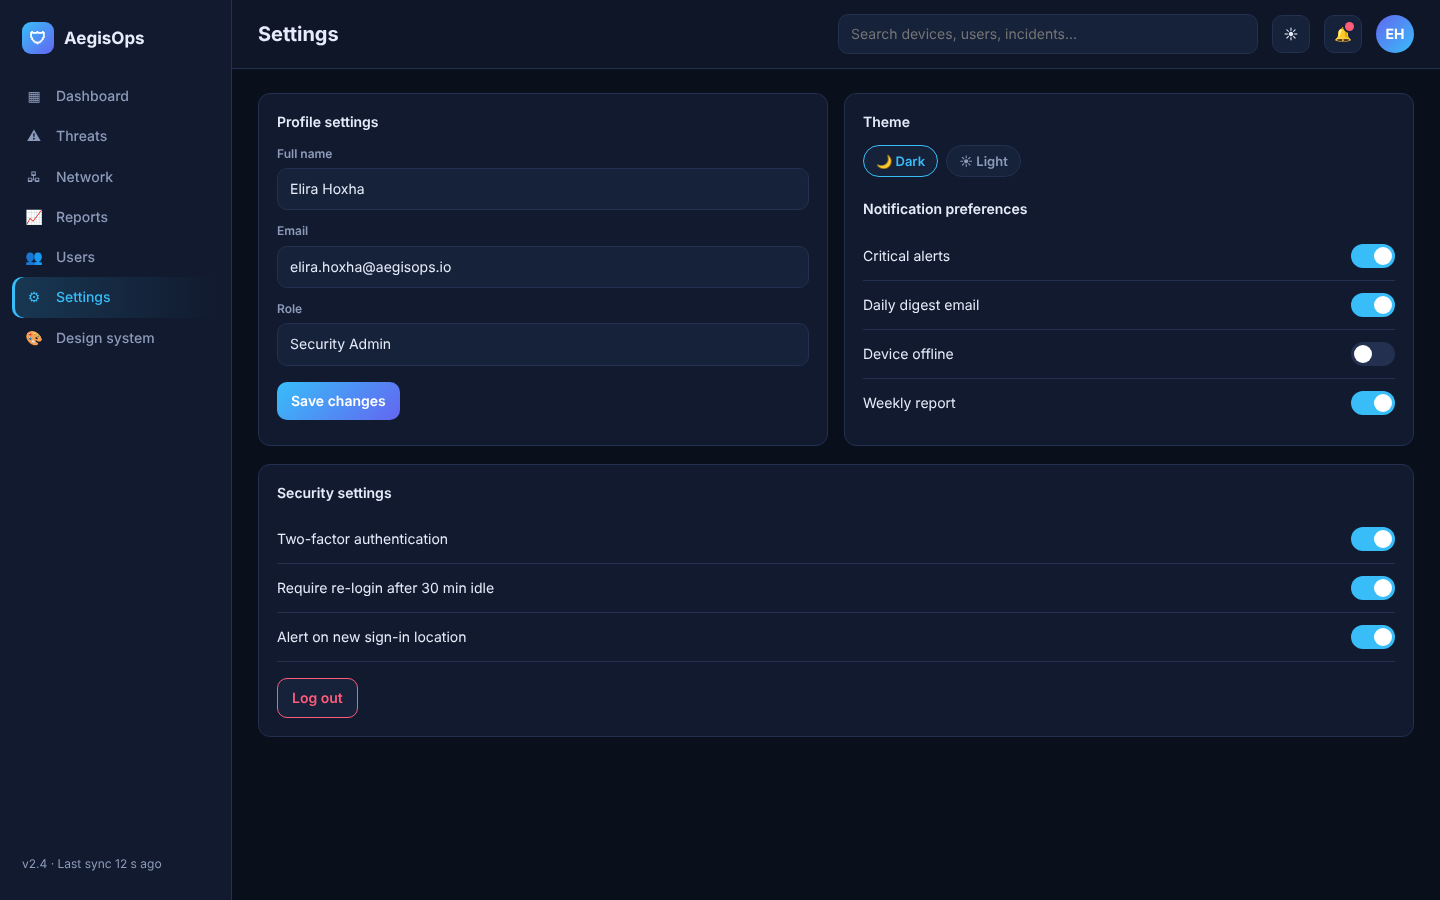 AegisOps
Dashboard
Threats
Network
Reports
Users
Settings
Design system
v2.4 · Last sync 12 s ago
Settings
Search devices, users, incidents...
EH
Profile settings
Full name
Elira Hoxha
Email
elira.hoxha@aegisops.io
Role
Security Admin
Save changes
Theme
Dark
Light
Notification preferences
Critical alerts
Daily digest email
Device offline
Weekly report
Security settings
Two-factor authentication
Require re-login after 30 min idle
Alert on new sign-in location
Log out